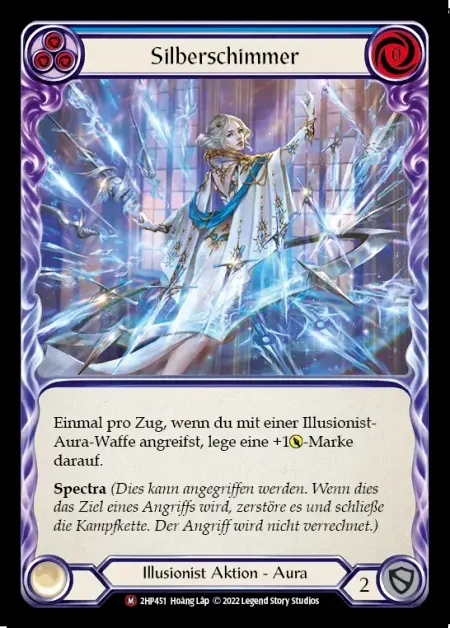 Silberschimmer
0
Einmal pro Zug, wenn du mit einer Illusionist-
Aura-Waffe angreifst, lege eine +1-Marke
darauf.
Spectra (Dies kann angegriffen werden. Wenn dies
das Ziel eines Angriffs wird, zerstöre es und schließe
die Kampfkette. Der Angriff wird nicht verrechnet.)
Illusionist Aktion - Aura
2
M 2HP451 Hoàng Lập © 2022 Legend Story Studios